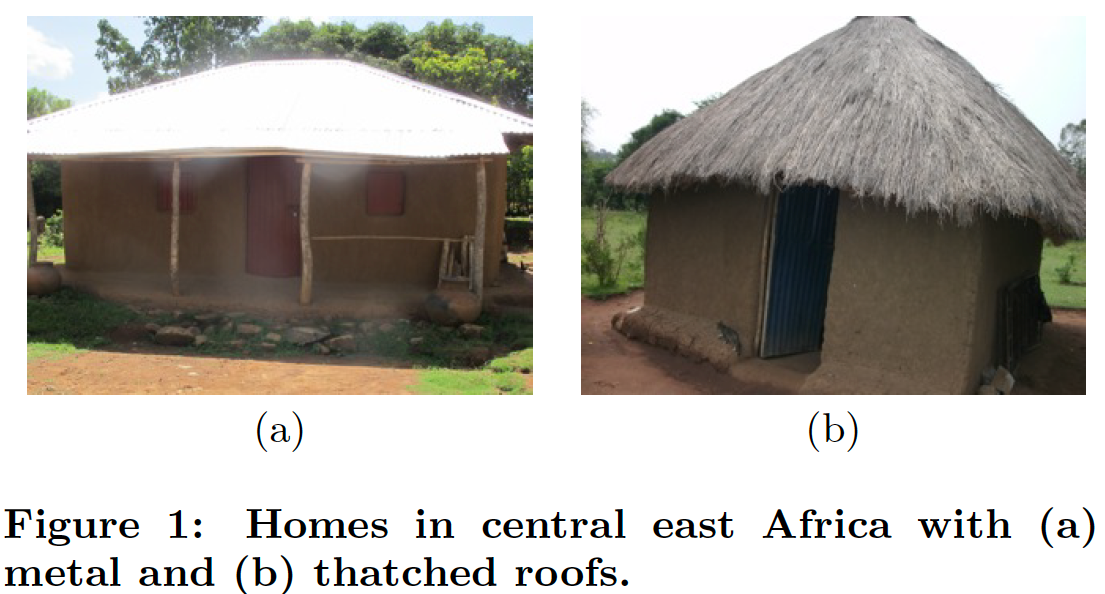 (a)
(b)
Figure 1: Homes in central east Africa with (a)
metal and (b) thatched roofs.